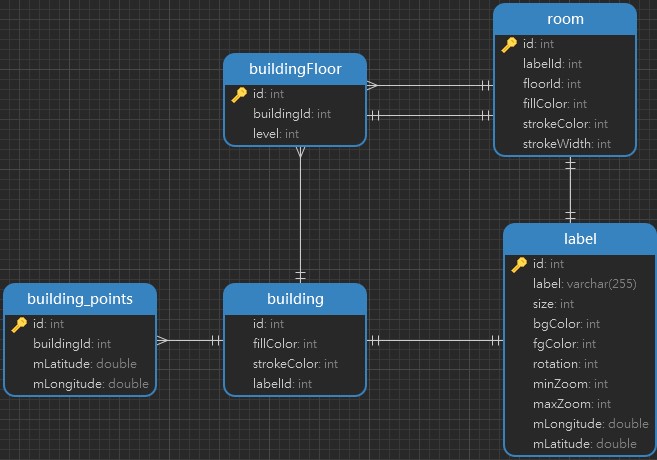 room
id: int
labelId: int
floorId: int
fillColor: int
strokeColor: int
strokeWidth: int
buildingFloor
id: int
buildingId: int
level: int
label
id: int
label: varchar(255)
size: int
bgColor: int
fgColor: int
rotation: int
minZoom: int
maxZoom: int
mLongitude: double
mLatitude: double
building_points
id: int
buildingId: int
mLatitude: double
mLongitude: double
building
id: int
fillColor: int
strokeColor: int
labelId: int